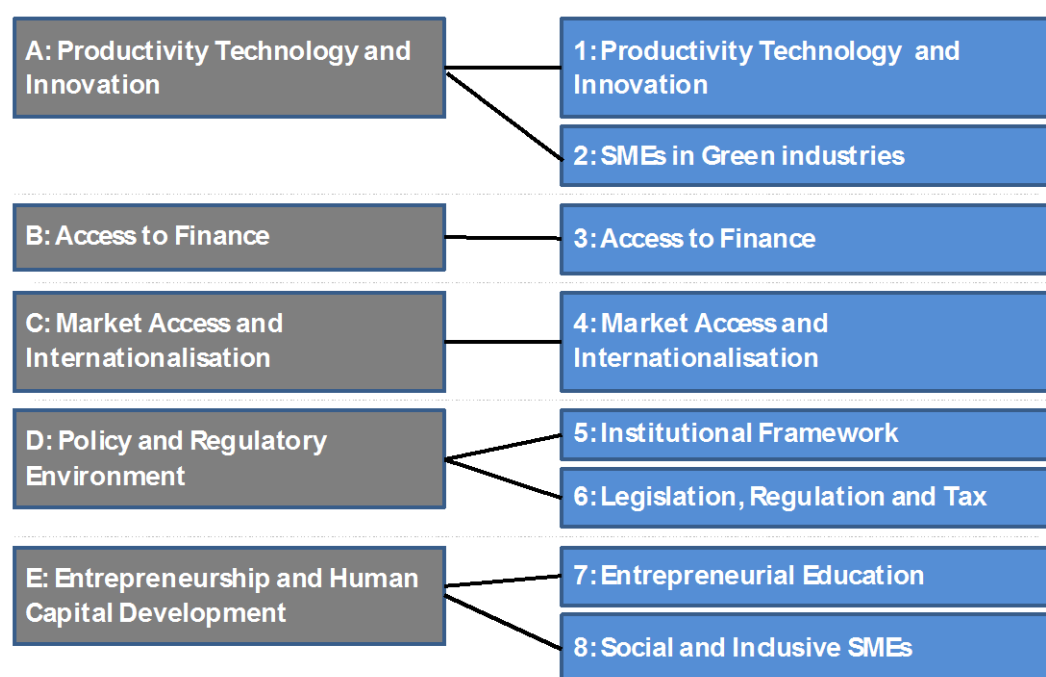 A: Productivity Technology and
Innovation
1: Productivity Technology and
Innovation
2: SMEs in Green industries
B: Access to Finance
3: Access to Finance
C: Market Access and
Internationalisation
4: Market Access and
Internationalisation
D: Policy and Regulatory
Environment
5: Institutional Framework
6: Legislation, Regulation and Tax
E: Entrepreneurship and Human
Capital Development
7: Entrepreneurial Education
8: Social and Inclusive SMEs